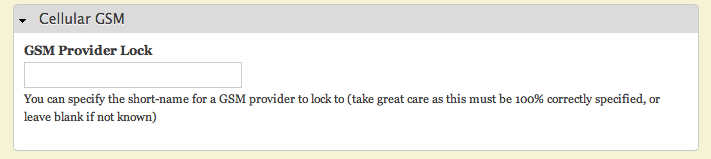 Cellular GSM
GSM Provider Lock
You can specify the short-name for a GSM provider to lock to (take great care as this must be 100% correctly specified, or
leave blank if not known)